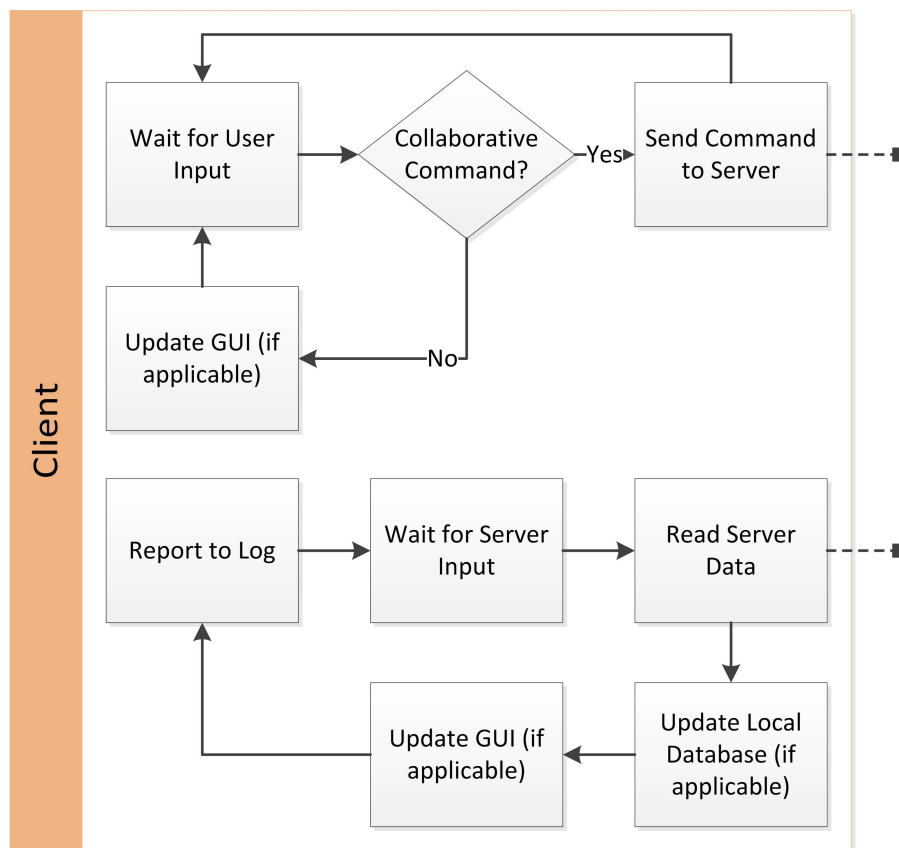 Client
Wait for User
Input
Collaborative
Command?
Yes
Send Command
to Server
Update GUI (if
applicable)
No
Report to Log
Wait for Server
Input
Read Server
Data
Update GUI (if
applicable)
Update Local
Database (if
applicable)